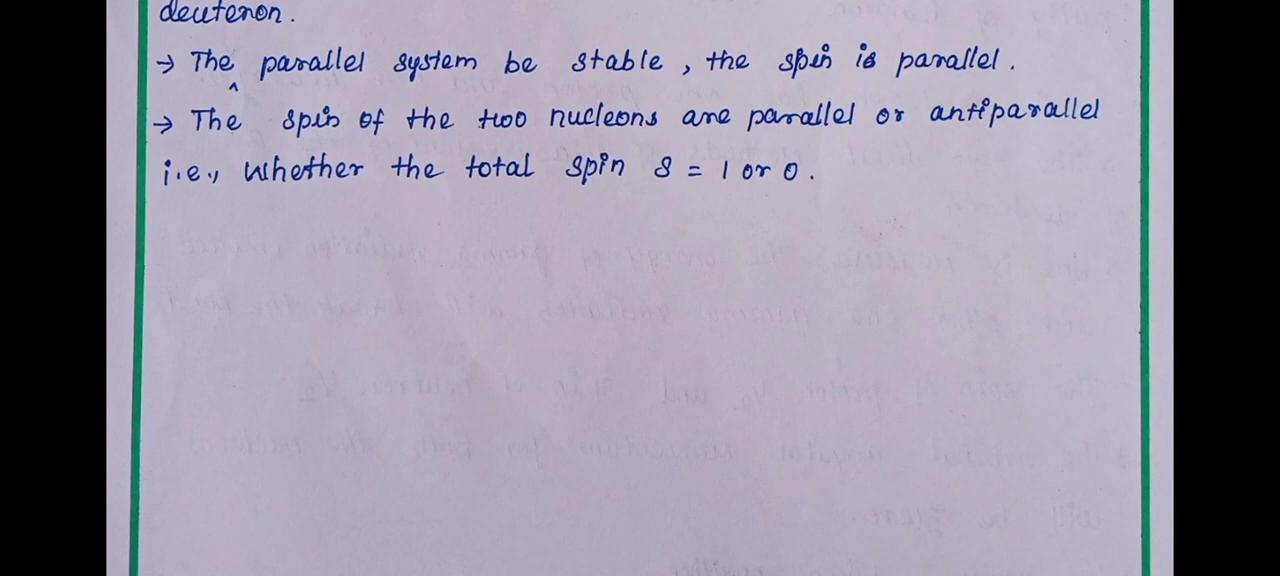 deuteron.
→ The parallel system be stable, the spin is parallel.
^
→ The spin of the two nucleons are parallel or antiparallel
i.e., whether the total spin S = 1 or 0.